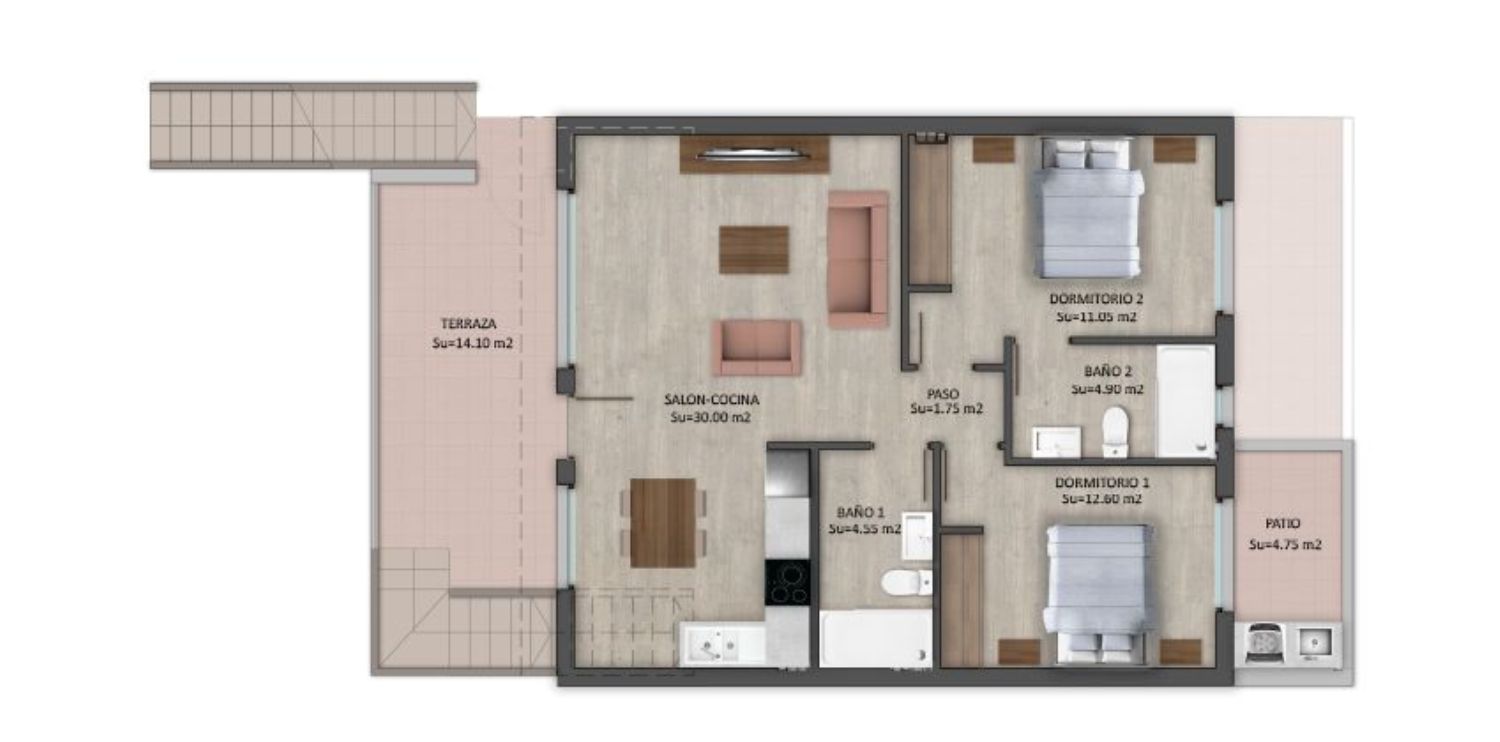 TERRAZA
Su=14.10 m2
SALON-COCINA
Su=30.00 m2
DORMITORIO 2
Su=11.05 m2
BAÑO 2
Su=4.90 m2
PASO
Su=1.75 m2
DORMITORIO 1
Su=12.60 m2
BAÑO 1
Su=4.55 m2
PATIO
Su=4.75 m2